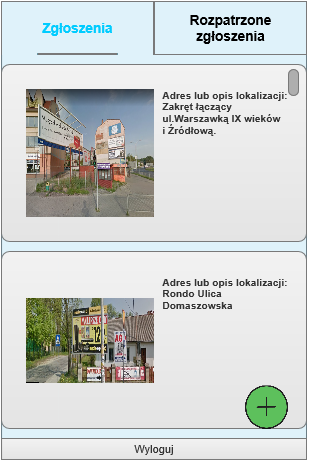 Zgłoszenia
Rozpatrzone
zgłoszenia
Adres lub opis lokalizacji:
Zakręt łączący
ul.Warszawką IX wieków
i Źródłową.
Adres lub opis lokalizacji:
Rondo Ulica
Domaszowska
Wyloguj